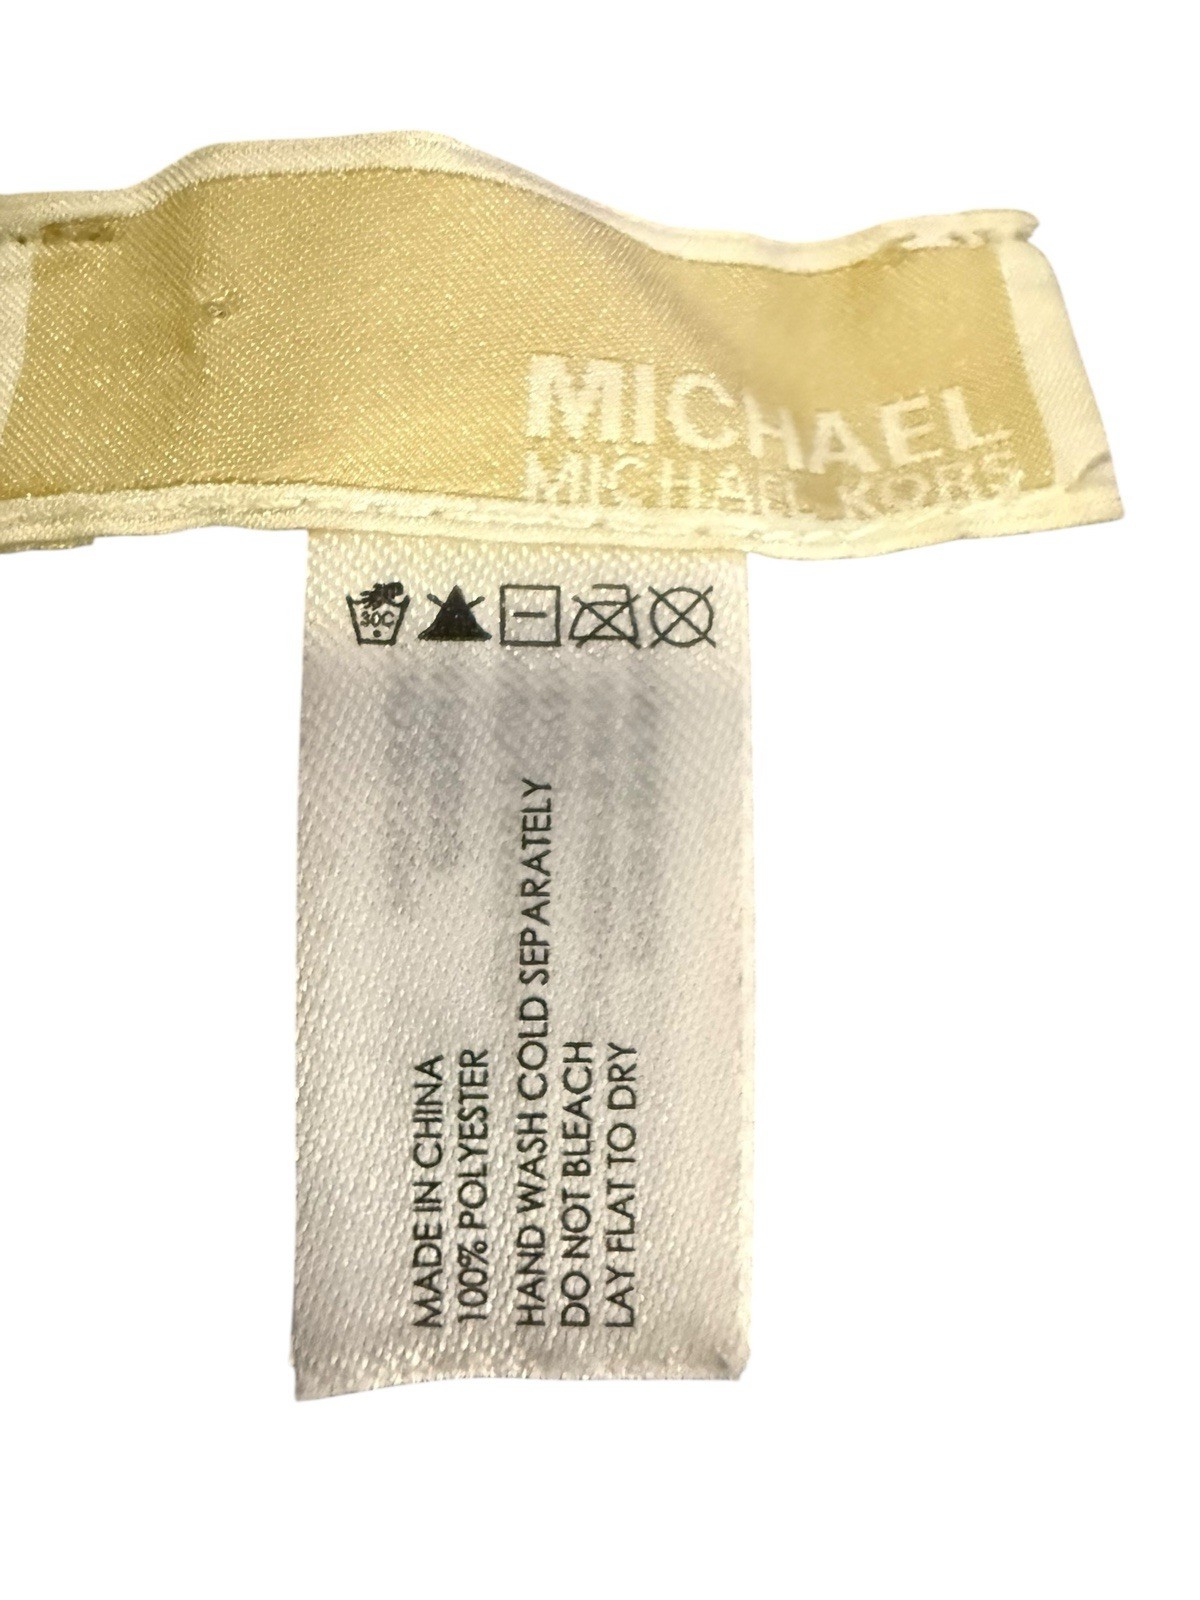 MICHAEL
MICHAEL KORS
30C
MADE IN CHINA
100% POLYESTER
HAND WASH COLD SEPARATELY
DO NOT BLEACH
LAY FLAT TO DRY